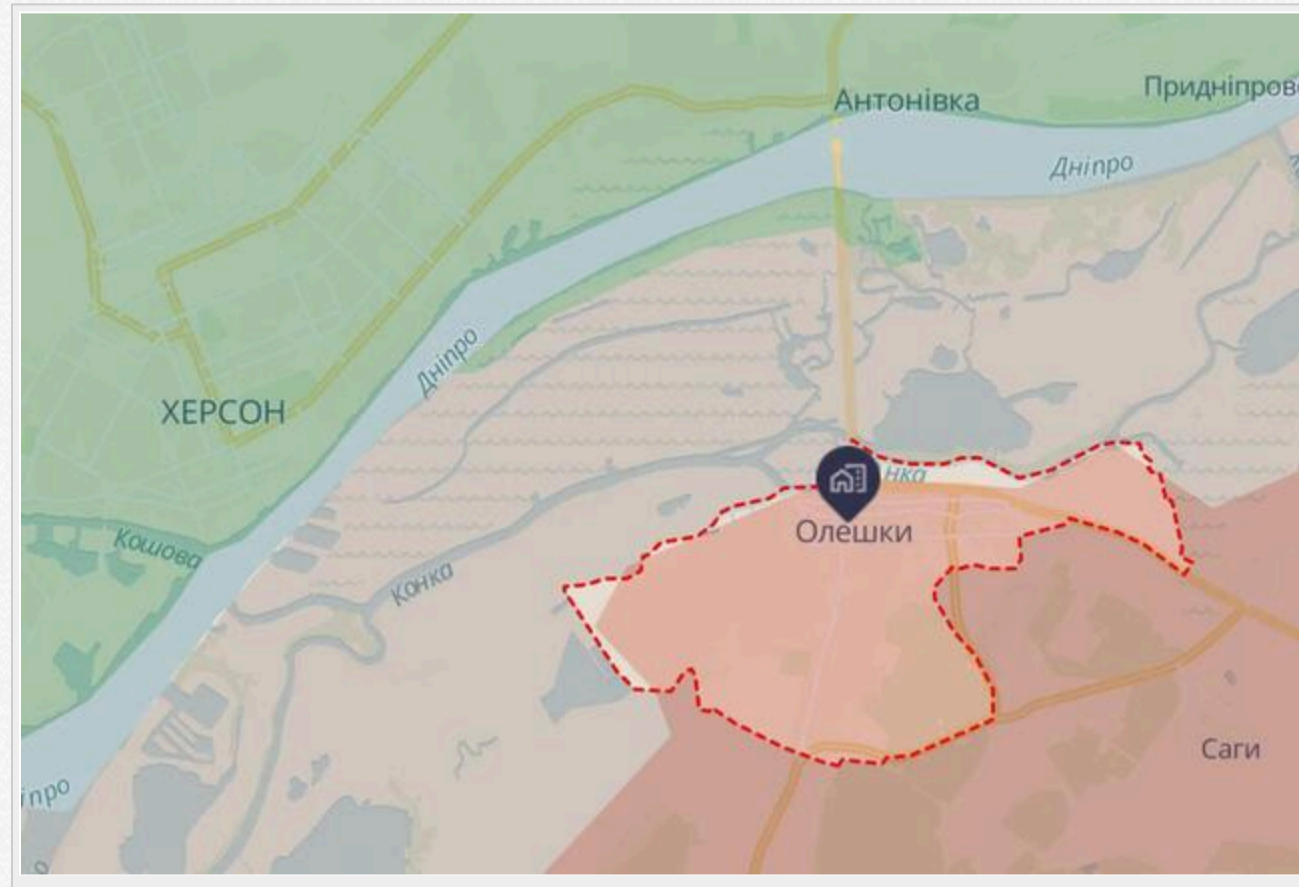 Антонівка
Придніпров
Дніпро
Дніпро
ХЕРСОН
нка
Олешки
Кошова
Конка
Саги
іпро